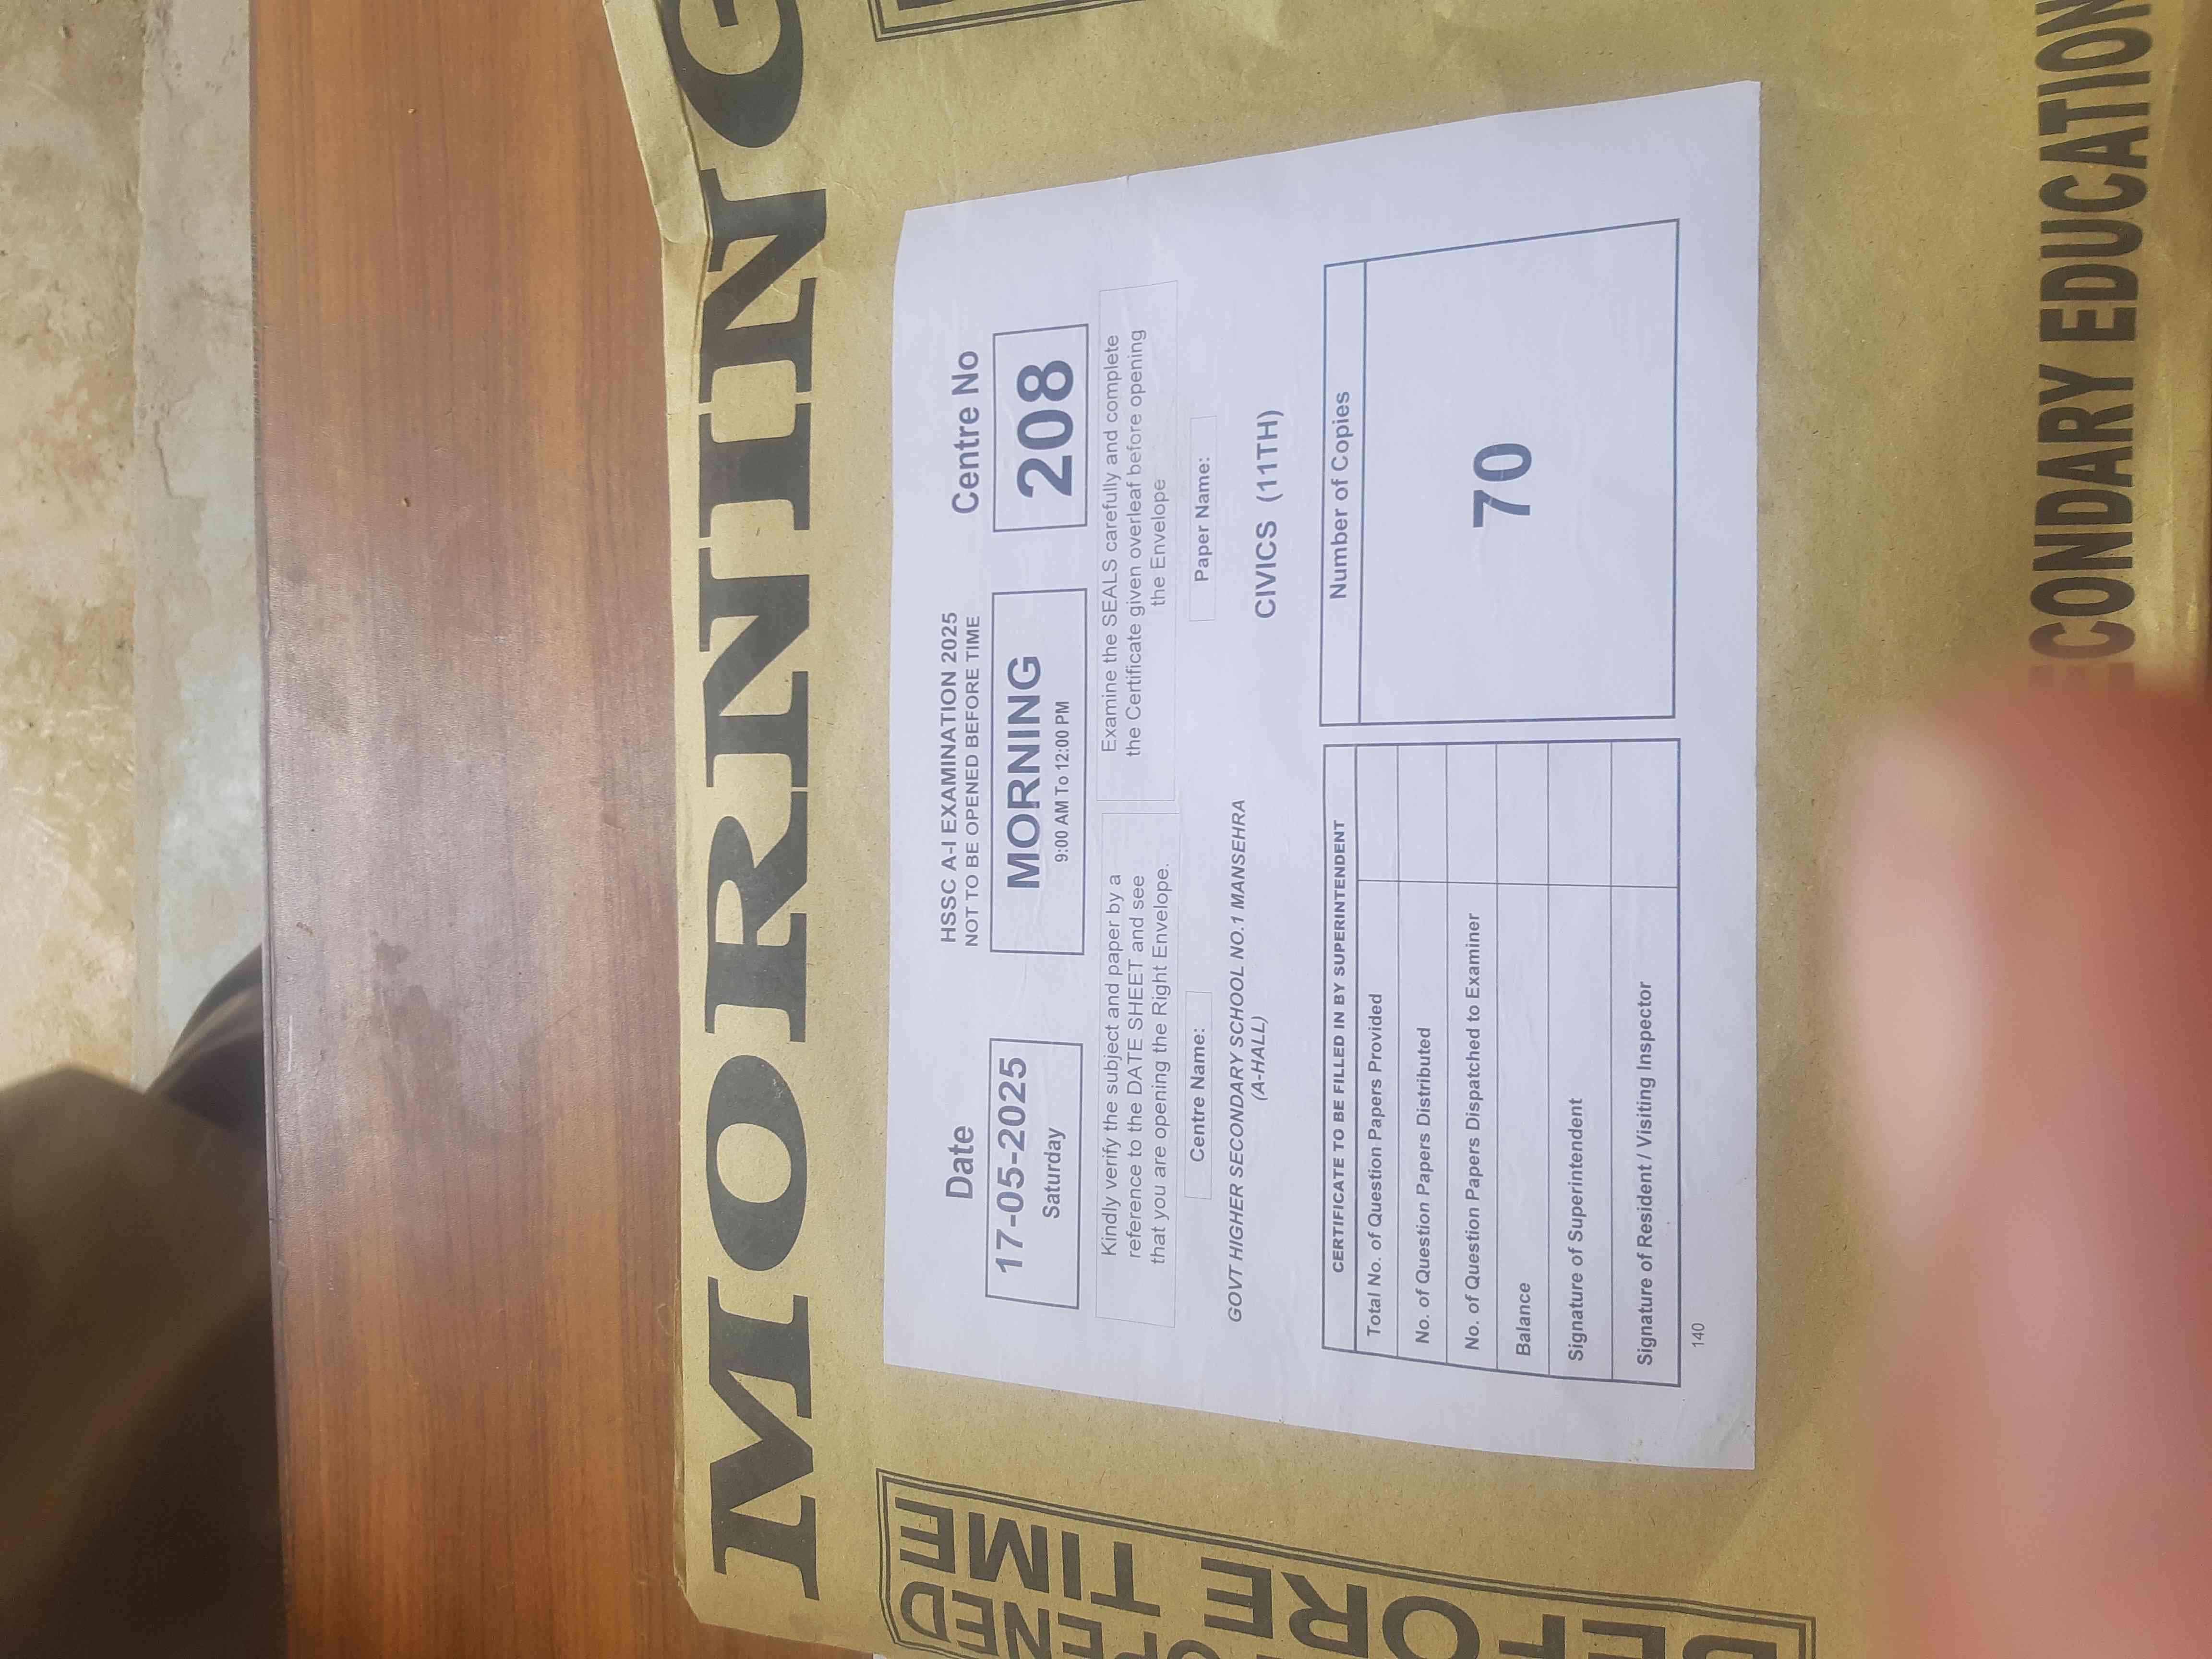 MORNING
HSSC A-I EXAMINATION 2025
NOT TO BE OPENED BEFORE TIME
Date
17-05-2025
Saturday
MORNING
9:00 AM To 12:00 PM
Centre No
208
Kindly verify the subject and paper by a
reference to the DATE SHEET and see
that you are opening the Right Envelope.
Examine the SEALS carefully and complete
the Certificate given overleaf before opening
the Envelope
Centre Name:
GOVT HIGHER SECONDARY SCHOOL NO.1 MANSEHRA
(A-HALL)
Paper Name:
CIVICS (11TH)
CERTIFICATE TO BE FILLED IN BY SUPERINTENDENT
Total No. of Question Papers Provided
No. of Question Papers Distributed
No. of Question Papers Dispatched to Examiner
Balance
Signature of Superintendent
Signature of Resident / Visiting Inspector
Number of Copies
70
140
TIME
ECONDARY EDUCATION